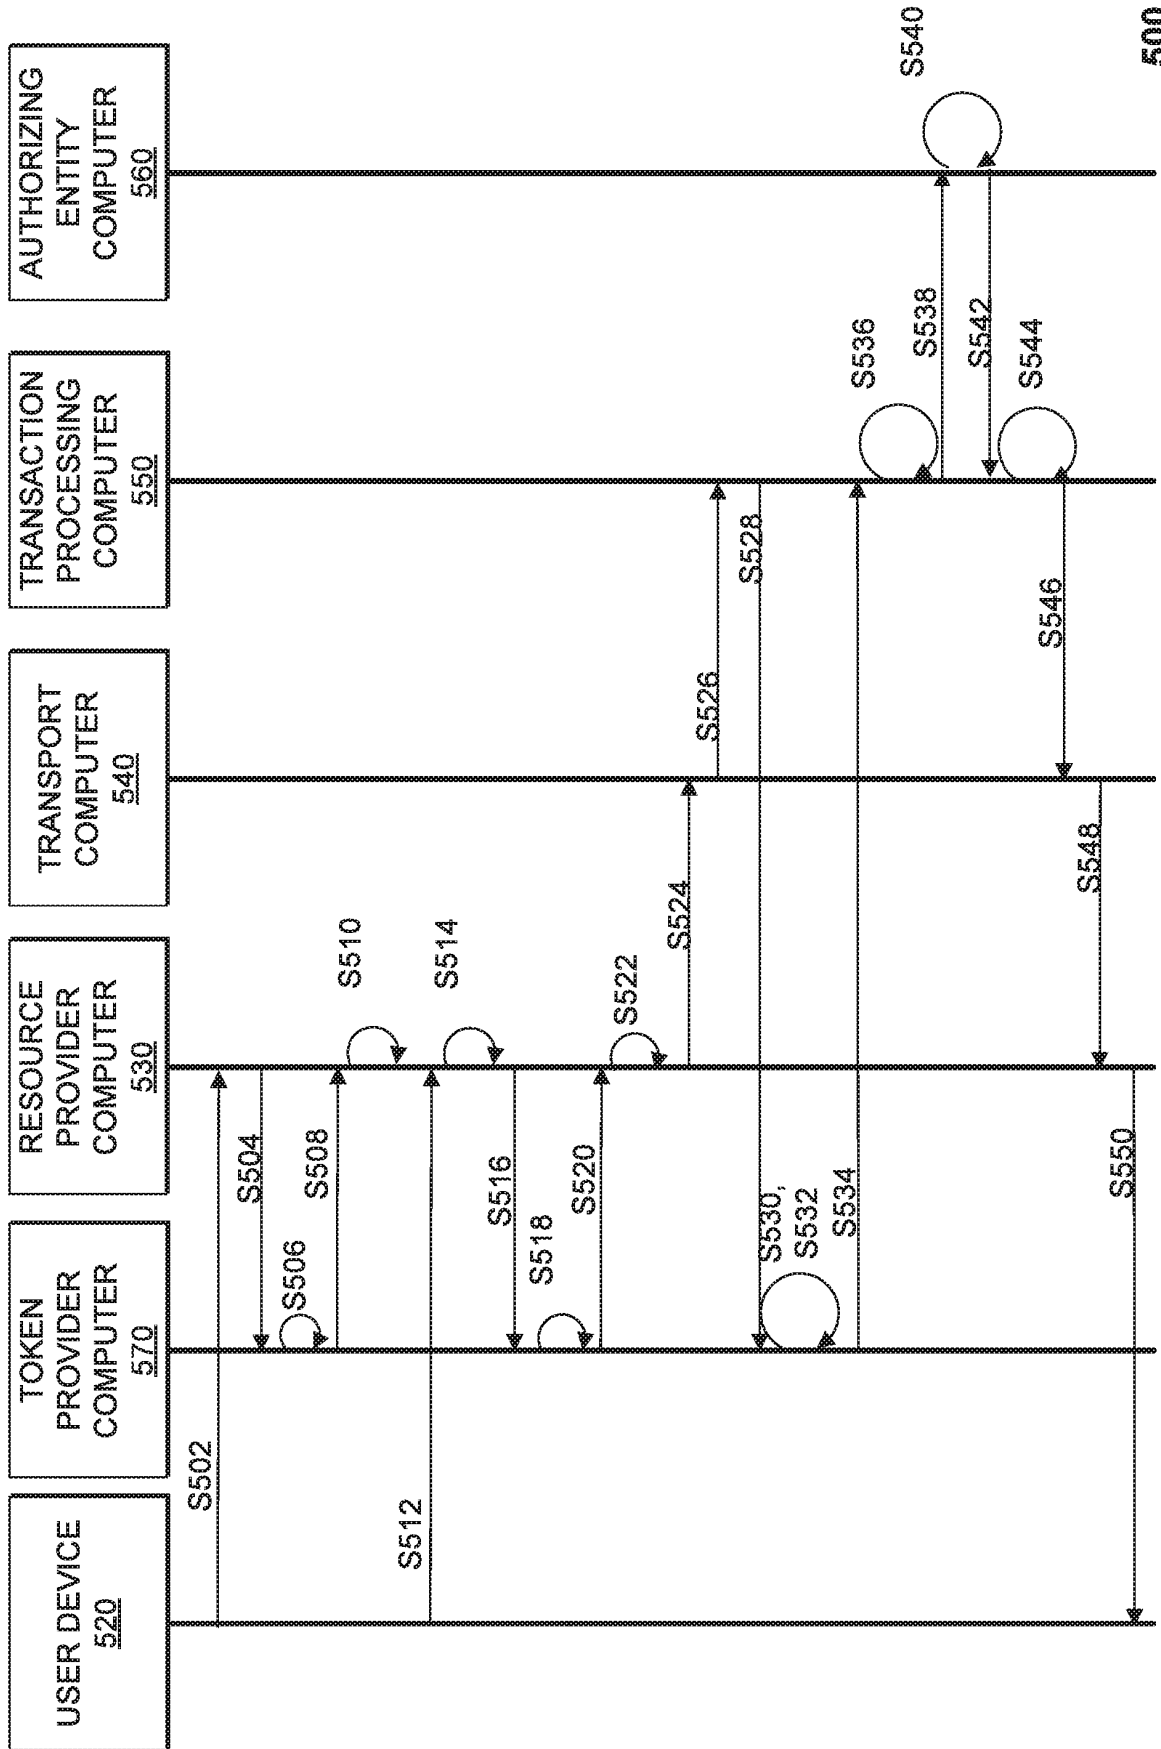 USER DEVICE
520
TOKEN
PROVIDER
COMPUTER
570
RESOURCE
PROVIDER
COMPUTER
530
TRANSPORT
COMPUTER
540
TRANSACTION
PROCESSING
COMPUTER
550
AUTHORIZING
ENTITY
COMPUTER
560
S502
S504
S506
S508
S510
S512
S514
S516
S518
S520
S522
S524
S526
S528
S530,
S532
S534
S536
S538
S540
S542
S544
S546
S548
S550
500